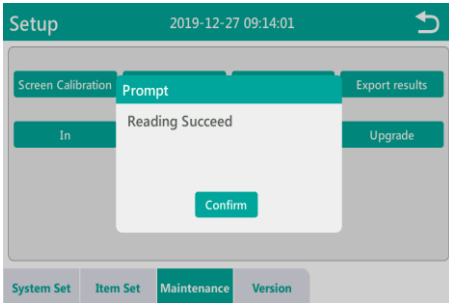 Setup
2019-12-27 09:14:01
Screen Calibration
Export results
Prompt
Reading Succeed
In
Upgrade
Confirm
System Set
Item Set
Maintenance
Version